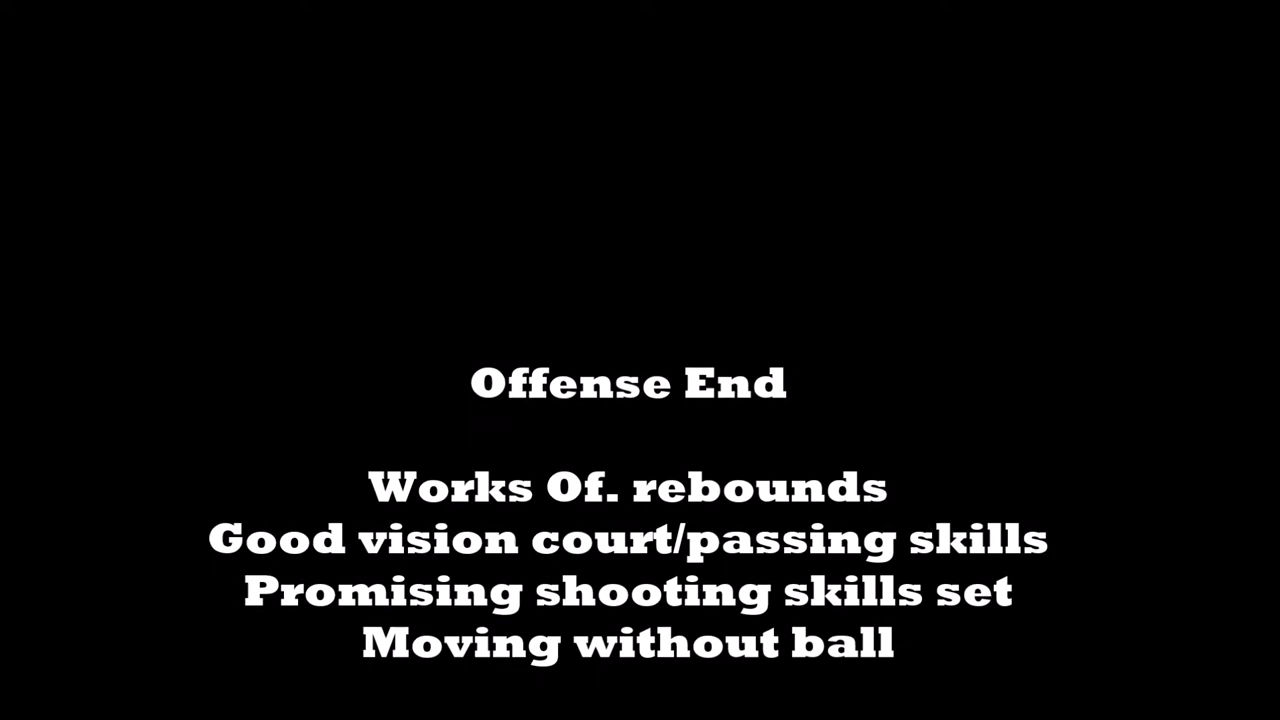 Offense End
Works Of. rebounds
Good vision court/passing skills
Promising shooting skills set
Moving without ball